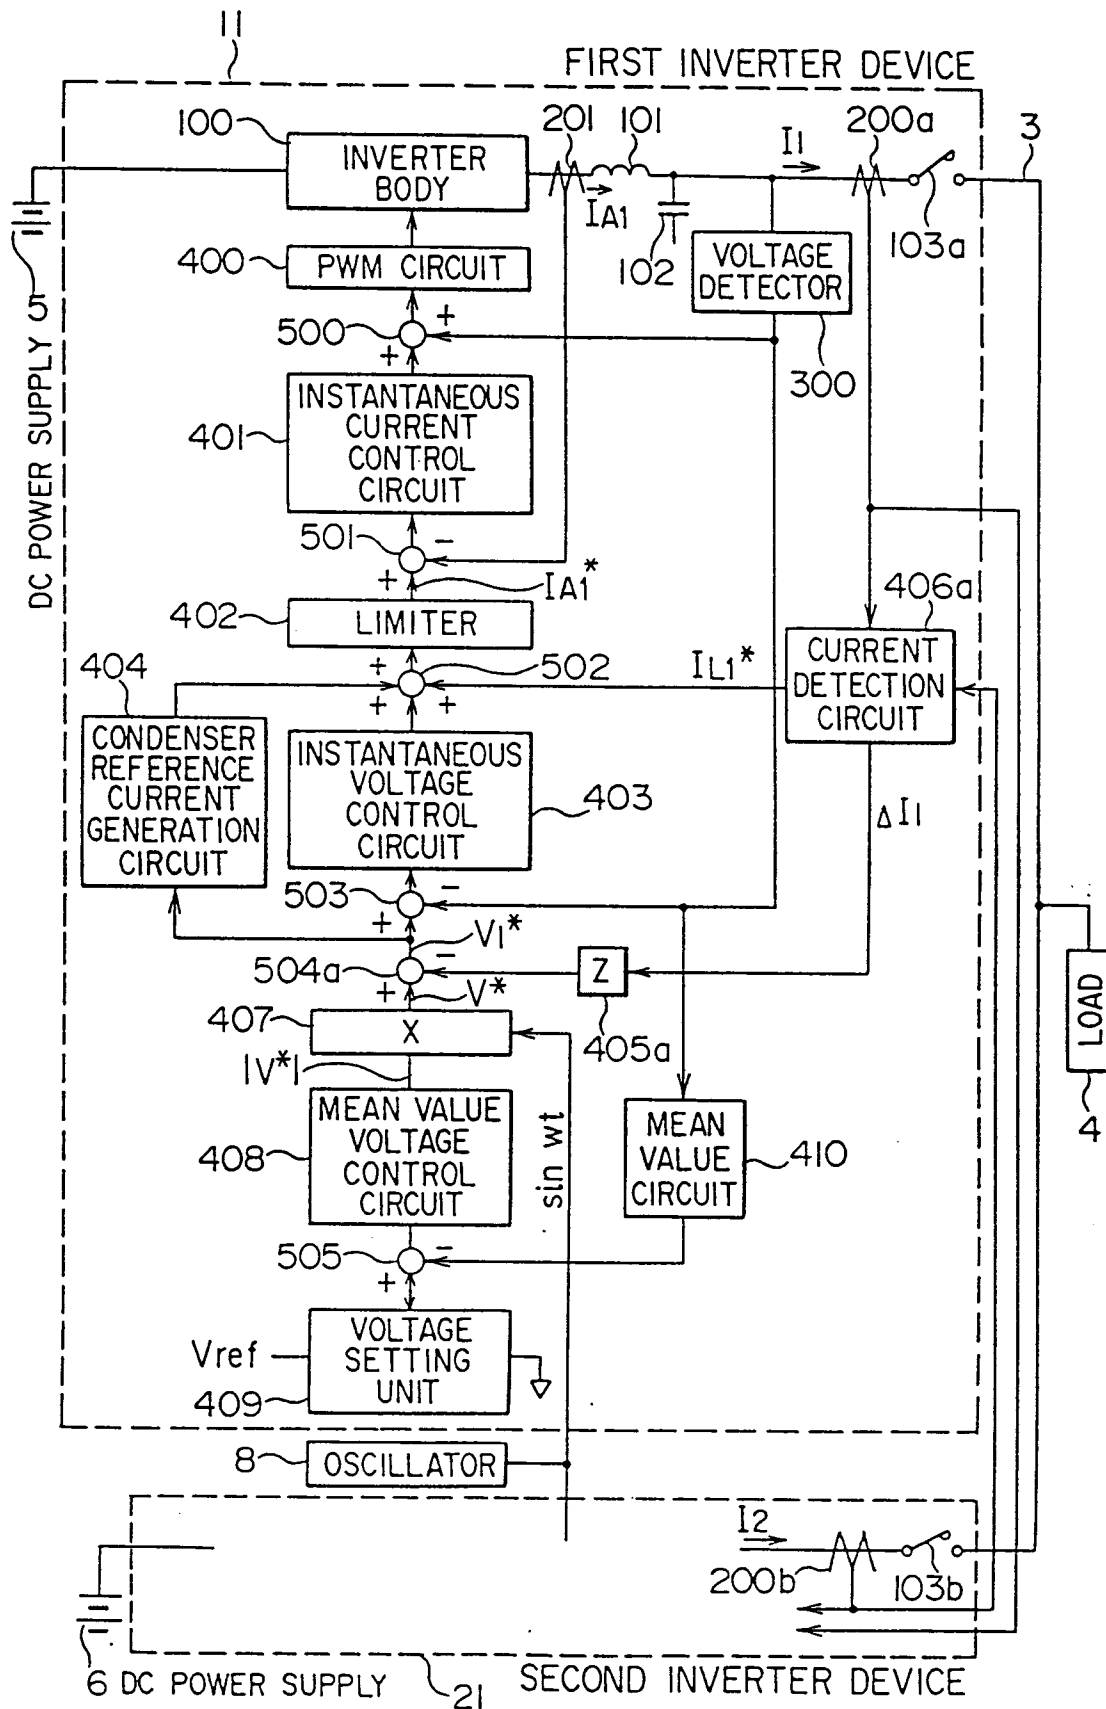 11
FIRST INVERTER DEVICE
100
201
101
200a
3
I1
INVERTER
BODY
IA1
103a
102
VOLTAGE
DETECTOR
400
PWM CIRCUIT
5
DC POWER SUPPLY
500
+
+
300
401
INSTANTANEOUS
CURRENT
CONTROL
CIRCUIT
501
-
+
IA1*
402
LIMITER
406a
404
+
502
IL1*
CURRENT
DETECTION
CIRCUIT
+
+
CONDENSER
REFERENCE
CURRENT
GENERATION
CIRCUIT
INSTANTANEOUS
VOLTAGE
CONTROL
CIRCUIT
403
ΔI1
503
-
+
V1*
504a
-
Z
+
V*
407
X
405a
LOAD
4
|V*|
408
MEAN VALUE
VOLTAGE
CONTROL
CIRCUIT
sin wt
MEAN
VALUE
CIRCUIT
410
505
-
+
Vref
VOLTAGE
SETTING
UNIT
409
8
OSCILLATOR
I2
200b
103b
6 DC POWER SUPPLY
21
SECOND INVERTER DEVICE